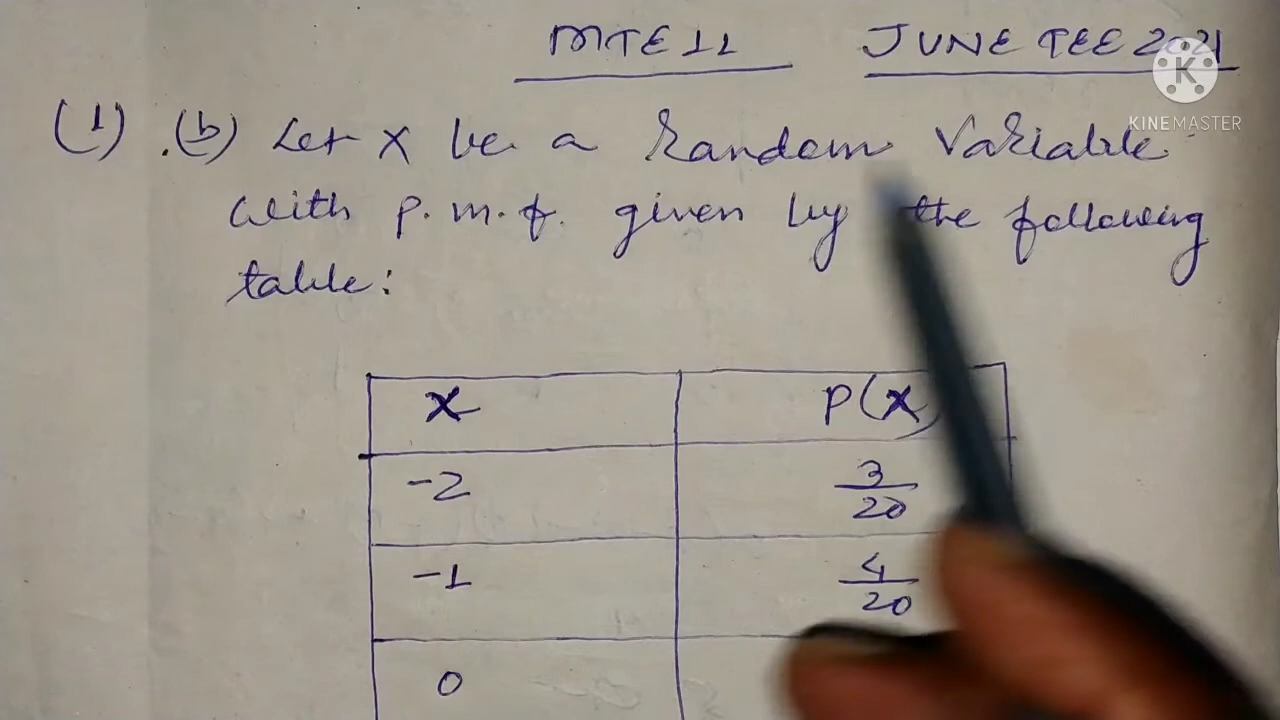 MTE 11 JUNE TEE 2021
K
KINEMASTER
(1) (b) Let X be a Random Variable
with p.m.f. given by the following
table:
X P(X)
-2 3/20
-1 4/20
0